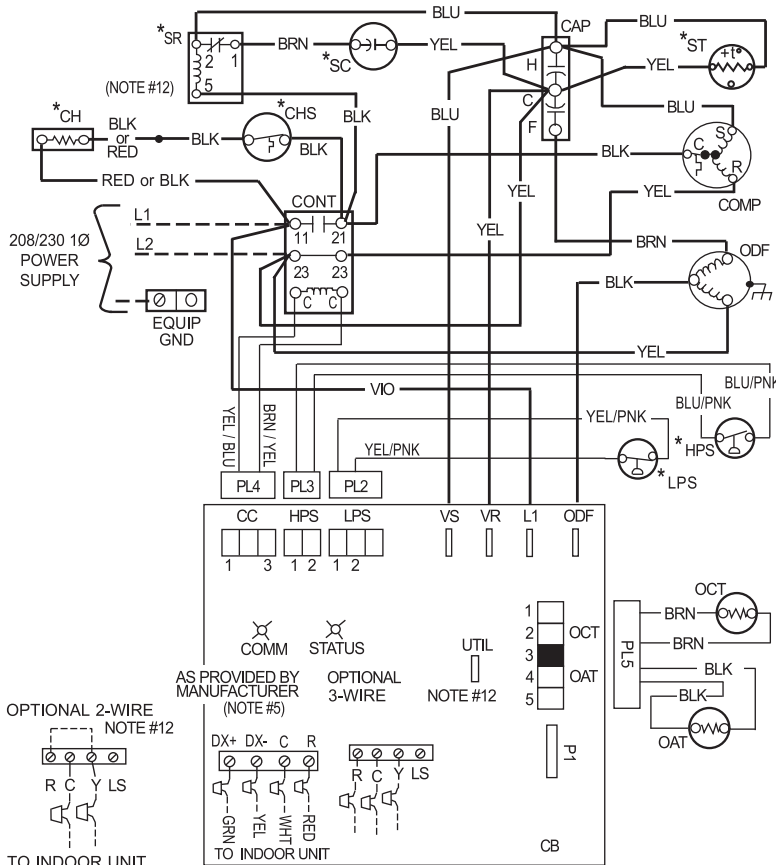 BLU
CAP
*SR
BRN
*SC
YEL
BLU
*ST
+t°
2 1
H
YEL
(NOTE #12)
5
C
BLU
BLU
*CH
BLK
or
RED
BLK
*CHS
BLK
BLK
F
BLK
S
C
R
COMP
RED or BLK
CONT
YEL
YEL
YEL
L1
11 21
L2
23 23
208/230 1Ø
POWER
SUPPLY
BRN
ODF
C C
BLK
EQUIP
GND
YEL
VIO
BLU/PNK
BLU/PNK
YEL / BLU
BRN / YEL
YEL/PNK
*HPS
YEL/PNK
*LPS
PL4 PL3 PL2
CC HPS LPS VS VR L1 ODF
1 3 1 2 1 2
OCT
1
2 OCT
3
4 OAT
5
PL5
BRN
BRN
BLK
BLK
OAT
COMM STATUS
UTIL
NOTE #12
AS PROVIDED BY
MANUFACTURER
(NOTE #5)
OPTIONAL
3-WIRE
OPTIONAL 2-WIRE
NOTE #12
DX+ DX- C R
P1
R C Y LS
R C Y LS
GRN
YEL
WHT
RED
TO INDOOR UNIT
CB
TO INDOOR UNIT